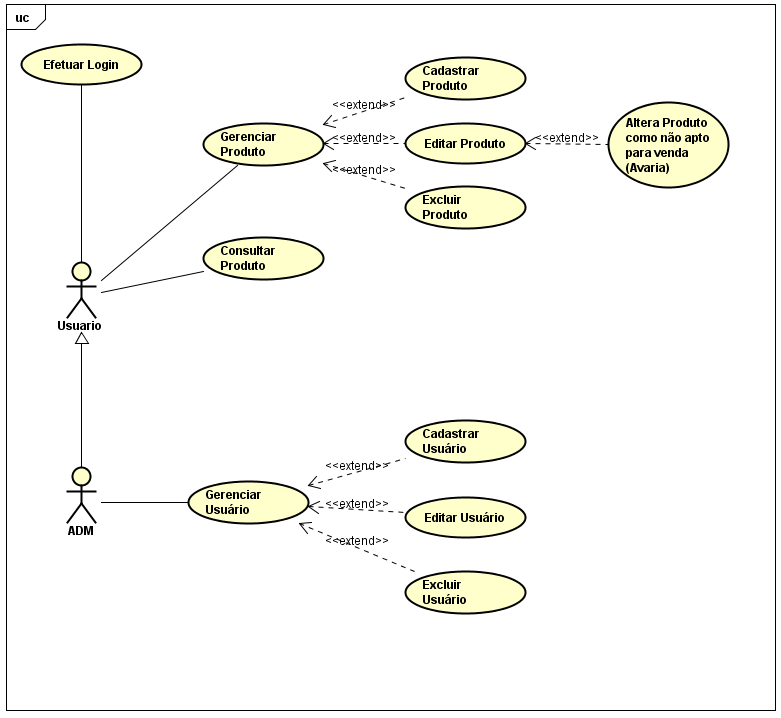 uc
Efetuar Login
Cadastrar
Produto
<<extend>>
Gerenciar
Produto
<<extend>>
Editar Produto
<<extend>>
Altera Produto
como não apto
para venda
(Avaria)
<<extend>>
Excluir
Produto
Consultar
Produto
Usuario
Cadastrar
Usuário
<<extend>>
Gerenciar
Usuário
<<extend>>
Editar Usuário
ADM
<<extend>>
Excluir
Usuário